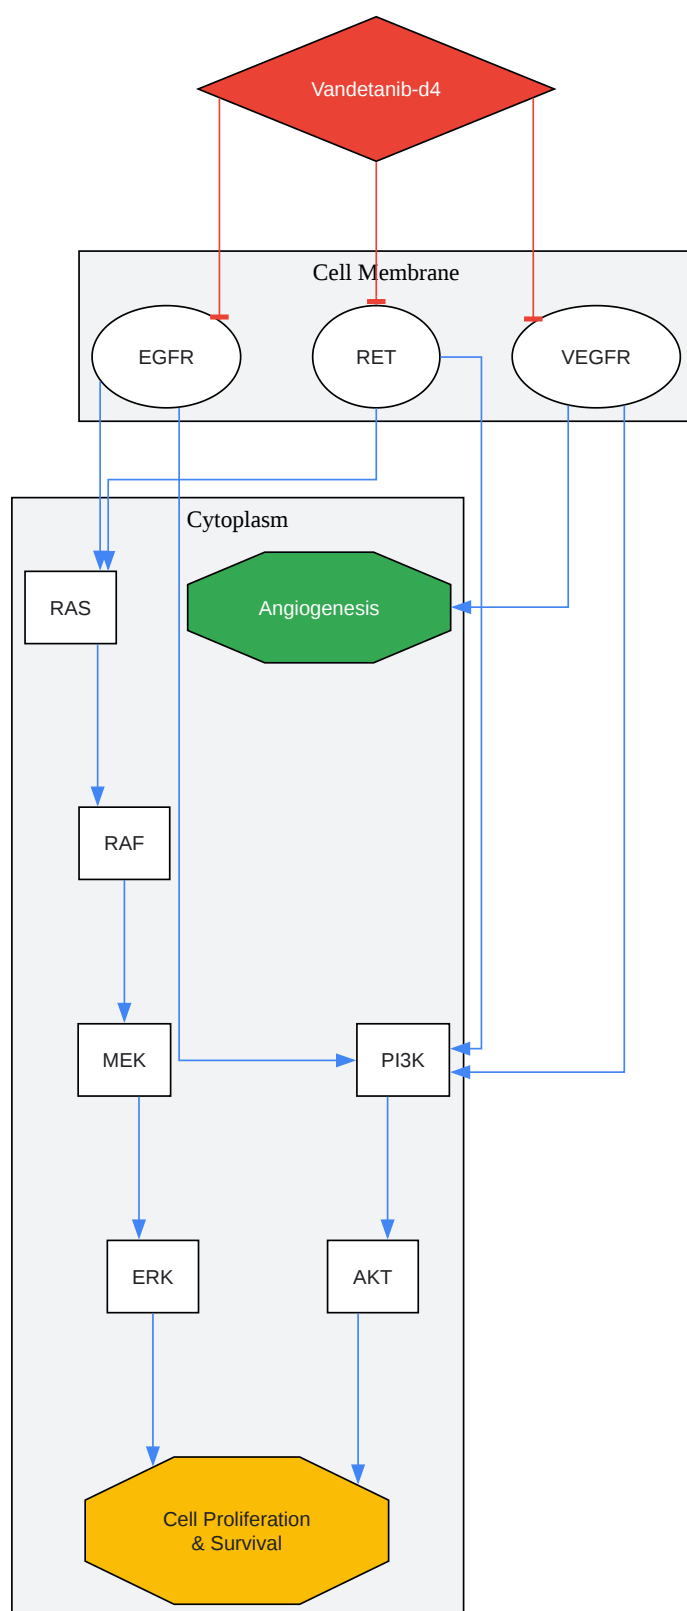 Vandetanib-d4
Cell Membrane
EGFR
RET
VEGFR
Cytoplasm
RAS
Angiogenesis
RAF
MEK
PI3K
ERK
AKT
Cell Proliferation
& Survival